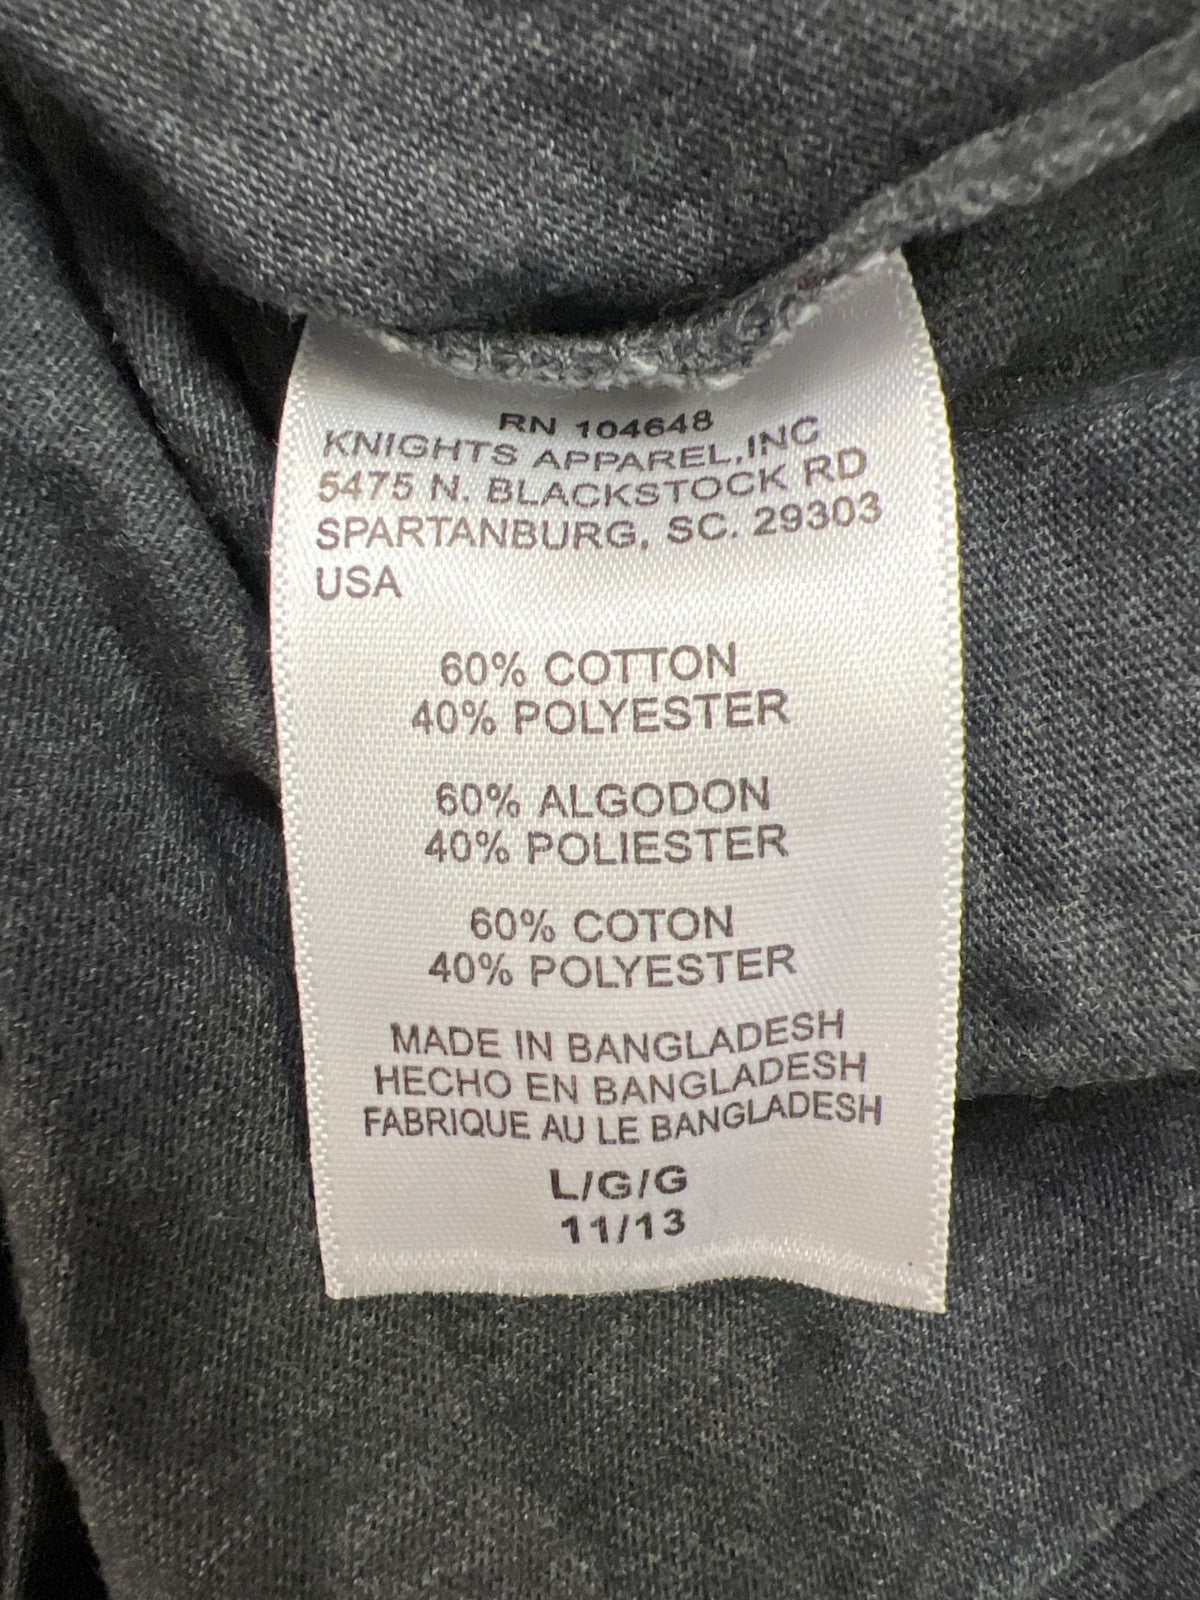 RN 104648
KNIGHTS APPAREL,INC
5475 N. BLACKSTOCK RD
SPARTANBURG, SC. 29303
USA
60% COTTON
40% POLYESTER
60% ALGODON
40% POLIESTER
60% COTON
40% POLYESTER
MADE IN BANGLADESH
HECHO EN BANGLADESH
FABRIQUE AU LE BANGLADESH
L/G/G
11/13